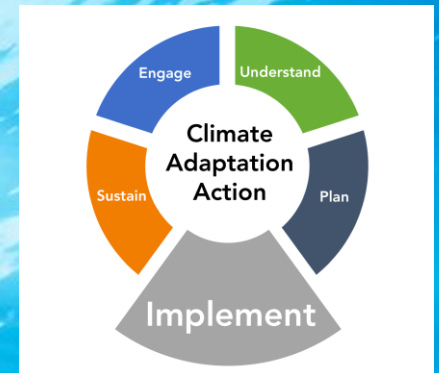 Engage
Understand
Climate
Adaptation
Action
Sustain
Plan
Implement